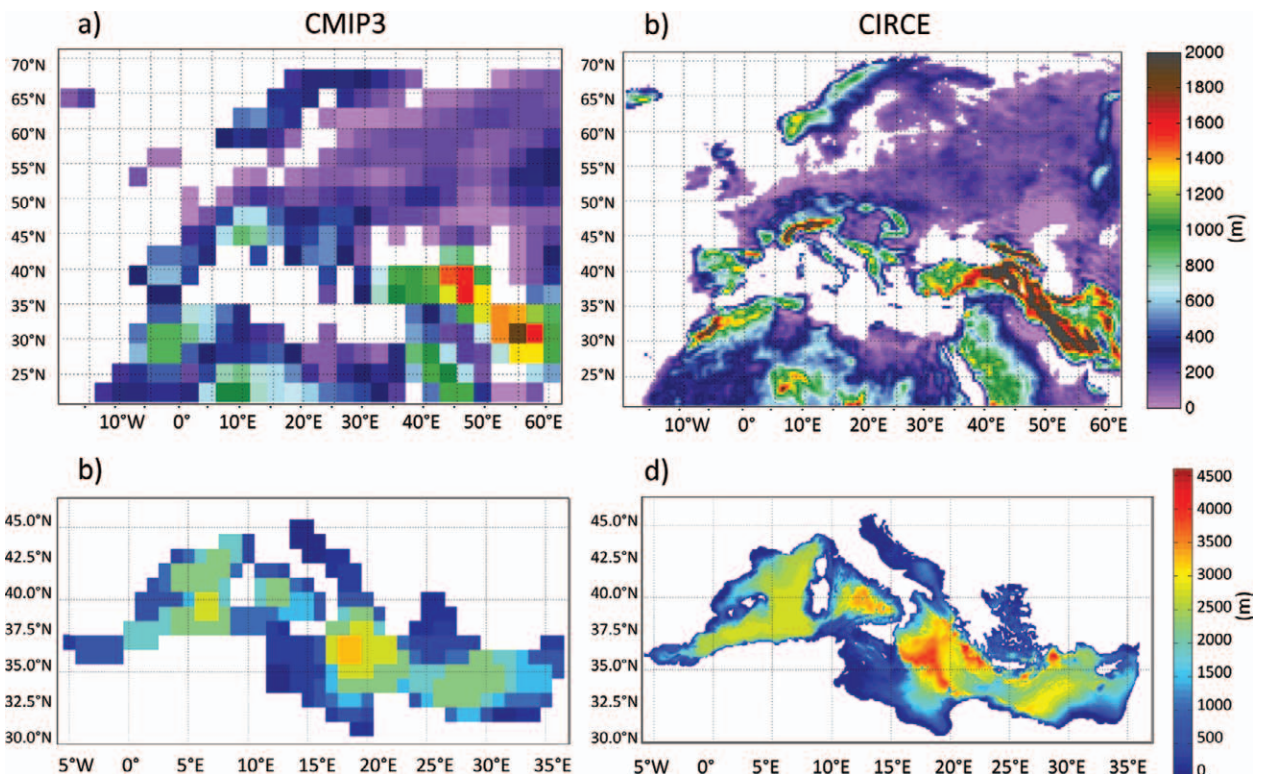 a) CMIP3
b) CIRCE
70°N
65°N
60°N
55°N
50°N
45°N
40°N
35°N
30°N
25°N
10°W 0° 10°E 20°E 30°E 40°E 50°E 60°E
70°N
65°N
60°N
55°N
50°N
45°N
40°N
35°N
30°N
25°N
10°W 0° 10°E 20°E 30°E 40°E 50°E 60°E
2000
1800
1600
1400
1200
1000
800
600
400
200
0
(m)
b)
d)
45.0°N
42.5°N
40.0°N
37.5°N
35.0°N
32.5°N
30.0°N
5°W 0° 5°E 10°E 15°E 20°E 25°E 30°E 35°E
45.0°N
42.5°N
40.0°N
37.5°N
35.0°N
32.5°N
30.0°N
5°W 0° 5°E 10°E 15°E 20°E 25°E 30°E 35°E
4500
4000
3500
3000
2500
2000
1500
1000
500
0
(m)